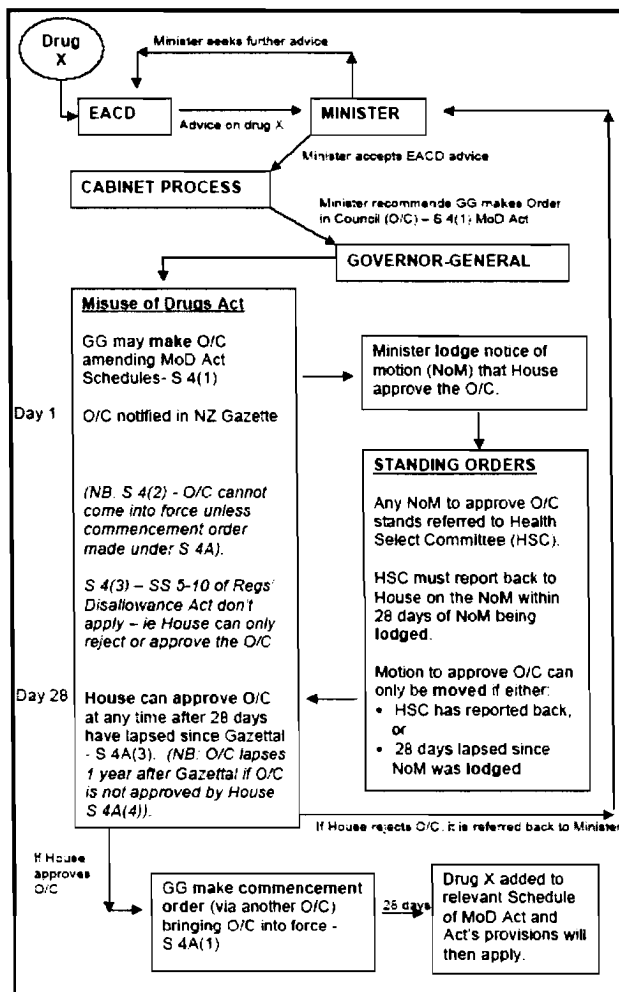 Drug
X
Minister seeks further advice
EACD
Advice on drug X
MINISTER
Minister accepts EACD advice
CABINET PROCESS
Minister recommends GG makes Order
in Council (O/C) – S 4(1) MoD Act
GOVERNOR-GENERAL
Misuse of Drugs Act
GG may make O/C
amending MoD Act
Schedules- S 4(1)
Day 1
O/C notified in NZ Gazette
(NB. S 4(2) - O/C cannot
come into force unless
commencement order
made under S 4A).
S 4(3) – SS 5-10 of Regs'
Disallowance Act don't
apply – ie House can only
reject or approve the O/C
Day 28
House can approve O/C
at any time after 28 days
have lapsed since Gazettal
- S 4A(3). (NB: O/C lapses
1 year after Gazettal if O/C
is not approved by House
S 4A(4)).
Minister lodge notice of
motion (NoM) that House
approve the O/C.
STANDING ORDERS
Any NoM to approve O/C
stands referred to Health
Select Committee (HSC).
HSC must report back to
House on the NoM within
28 days of NoM being
lodged.
Motion to approve O/C can
only be moved if either:
• HSC has reported back,
or
• 28 days lapsed since
NoM was lodged
If House rejects O/C, it is referred back to Minister
If House
approves
O/C
GG make commencement
order (via another O/C)
bringing O/C into force -
S 4A(1)
28 days
Drug X added to
relevant Schedule
of MoD Act and
Act's provisions will
then apply.